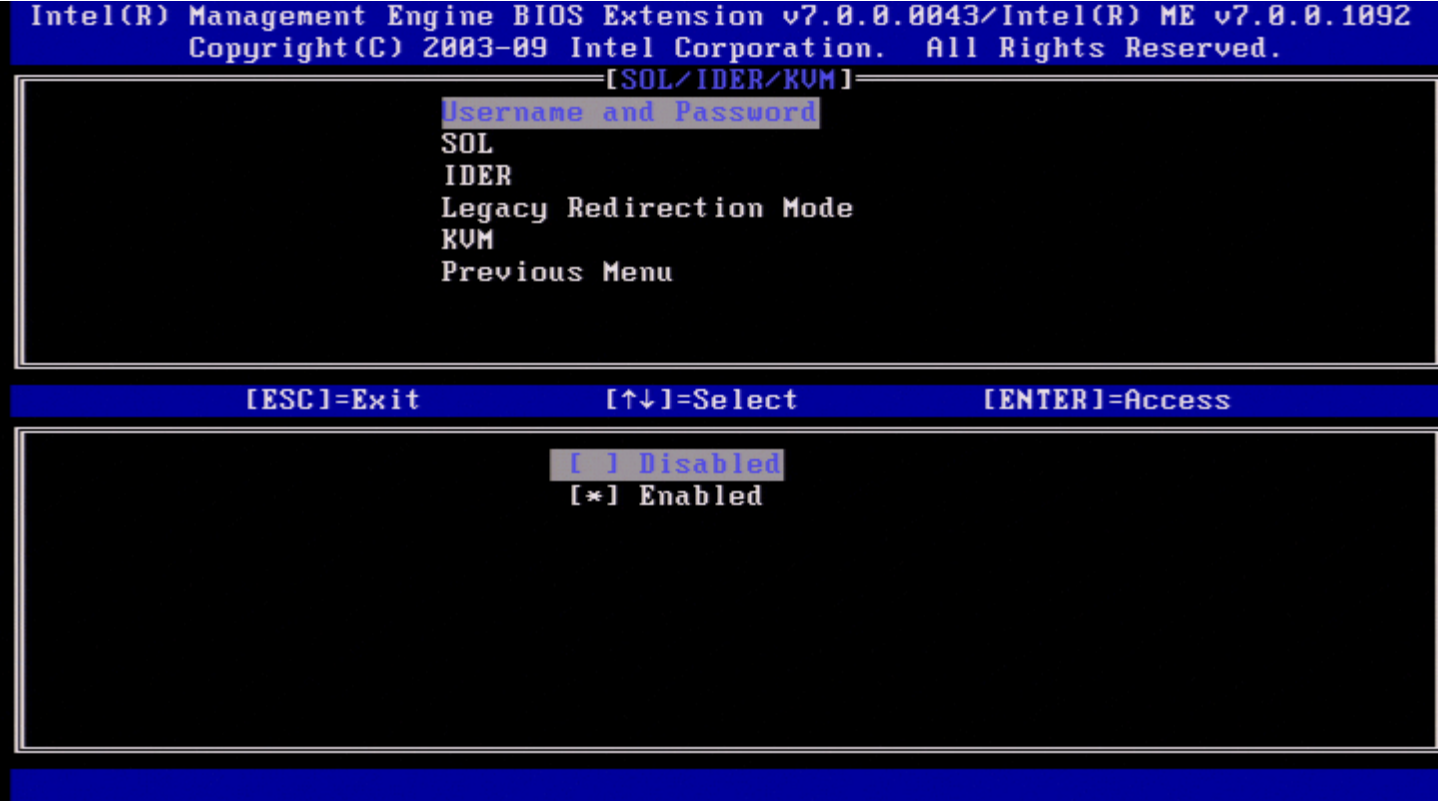 Intel(R) Management Engine BIOS Extension v7.0.0.0043/Intel(R) ME v7.0.0.1092
Copyright(C) 2003-09 Intel Corporation. All Rights Reserved.
[SOL/IDER/KVM]
Username and Password
SOL
IDER
Legacy Redirection Mode
KVM
Previous Menu
[ESC]=Exit [↑↓]=Select [ENTER]=Access
[ ] Disabled
[*] Enabled